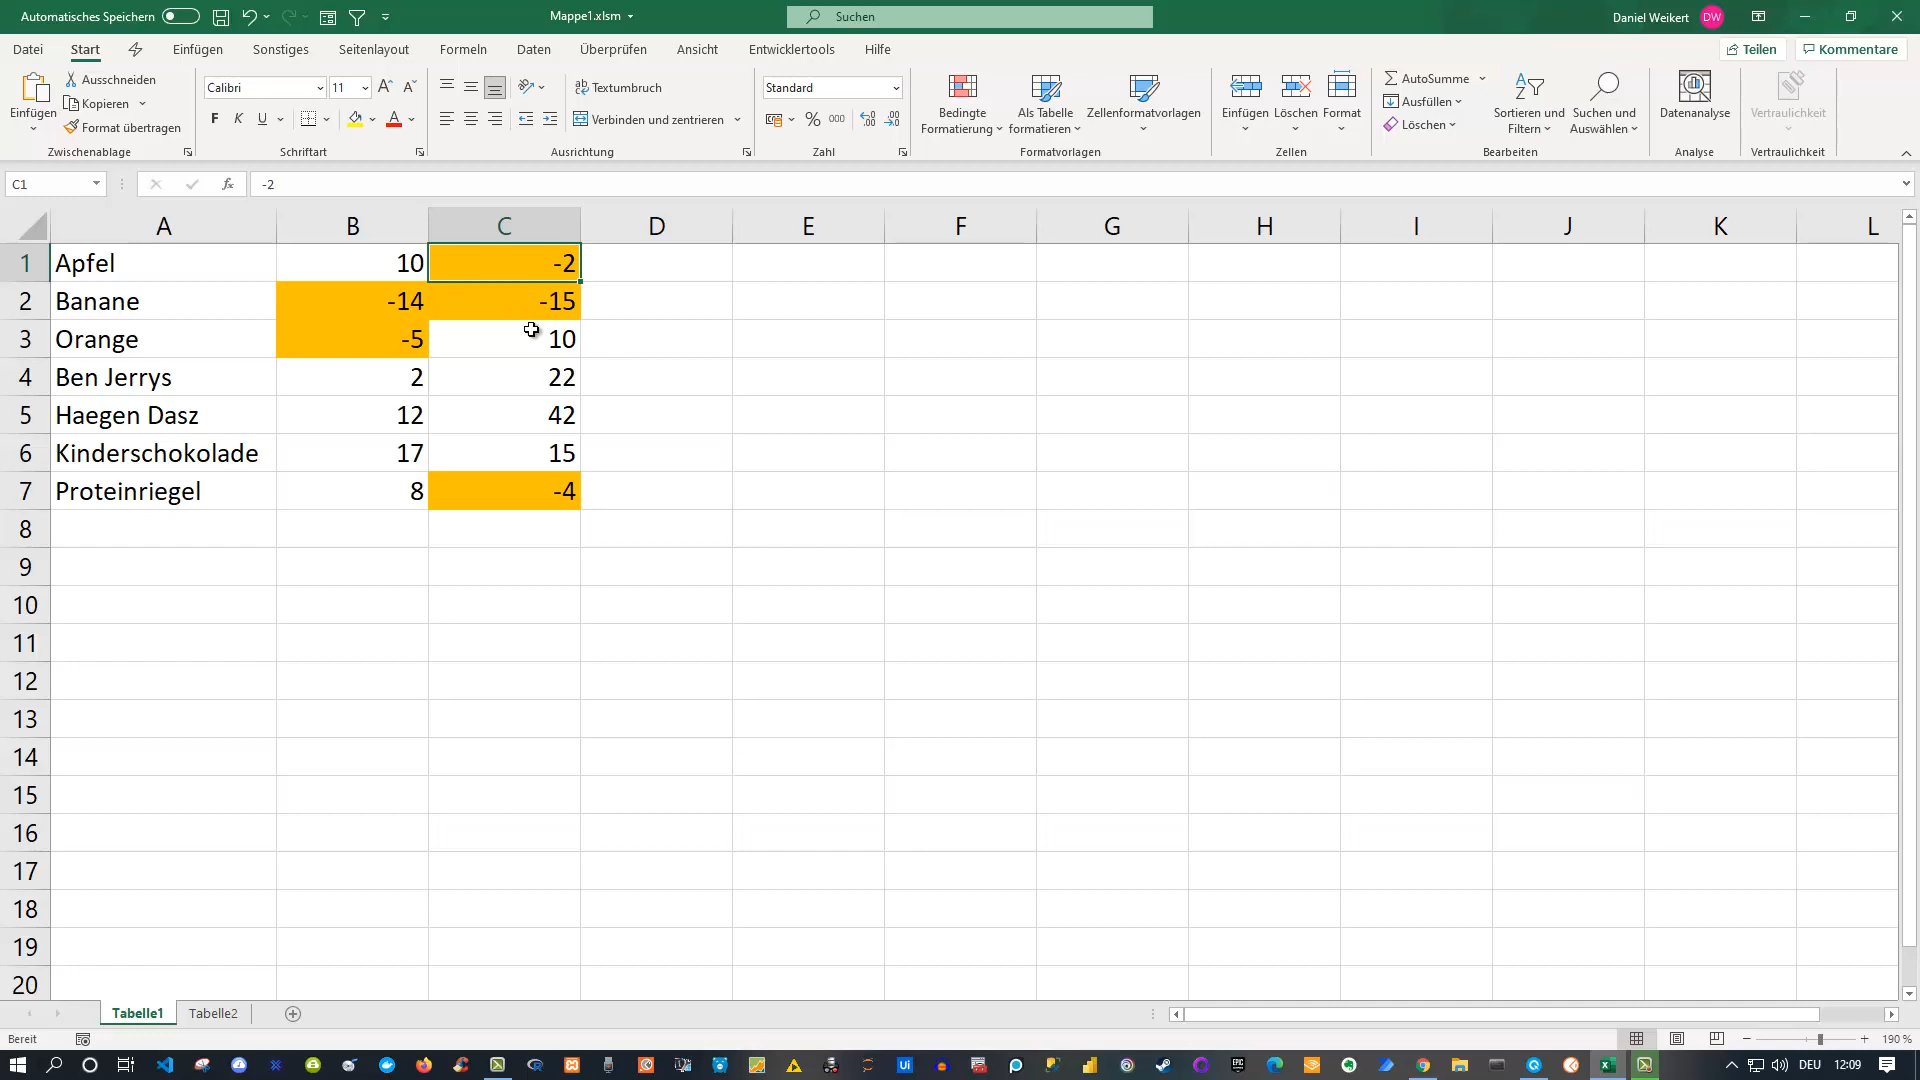 Automatisches Speichern
Mappe1.xlsm
Suchen
Daniel Weikert
DW
Datei Start Einfügen Sonstiges Seitenlayout Formeln Daten Überprüfen Ansicht Entwicklertools Hilfe
Teilen Kommentare
Einfügen
Ausschneiden
Kopieren
Format übertragen
Zwischenablage
Calibri 11
F K U
Schriftart
Textumbruch
Verbinden und zentrieren
Ausrichtung
Standard
% 000
Zahl
Bedingte Formatierung
Als Tabelle formatieren
Zellenformatvorlagen
Formatvorlagen
Einfügen Löschen Format
Zellen
AutoSumme
Ausfüllen
Löschen
Sortieren und Filtern
Suchen und Auswählen
Bearbeiten
Datenanalyse
Analyse
Vertraulichkeit
Vertraulichkeit
C1 fx -2
A B C D E F G H I J K L
1 Apfel 10 -2
2 Banane -14 -15
3 Orange -5 10
4 Ben Jerrys 2 22
5 Haegen Dasz 12 42
6 Kinderschokolade 17 15
7 Proteinriegel 8 -4
8
9
10
11
12
13
14
15
16
17
18
19
20
Tabelle1 Tabelle2
Bereit
190 %
DEU 12:09